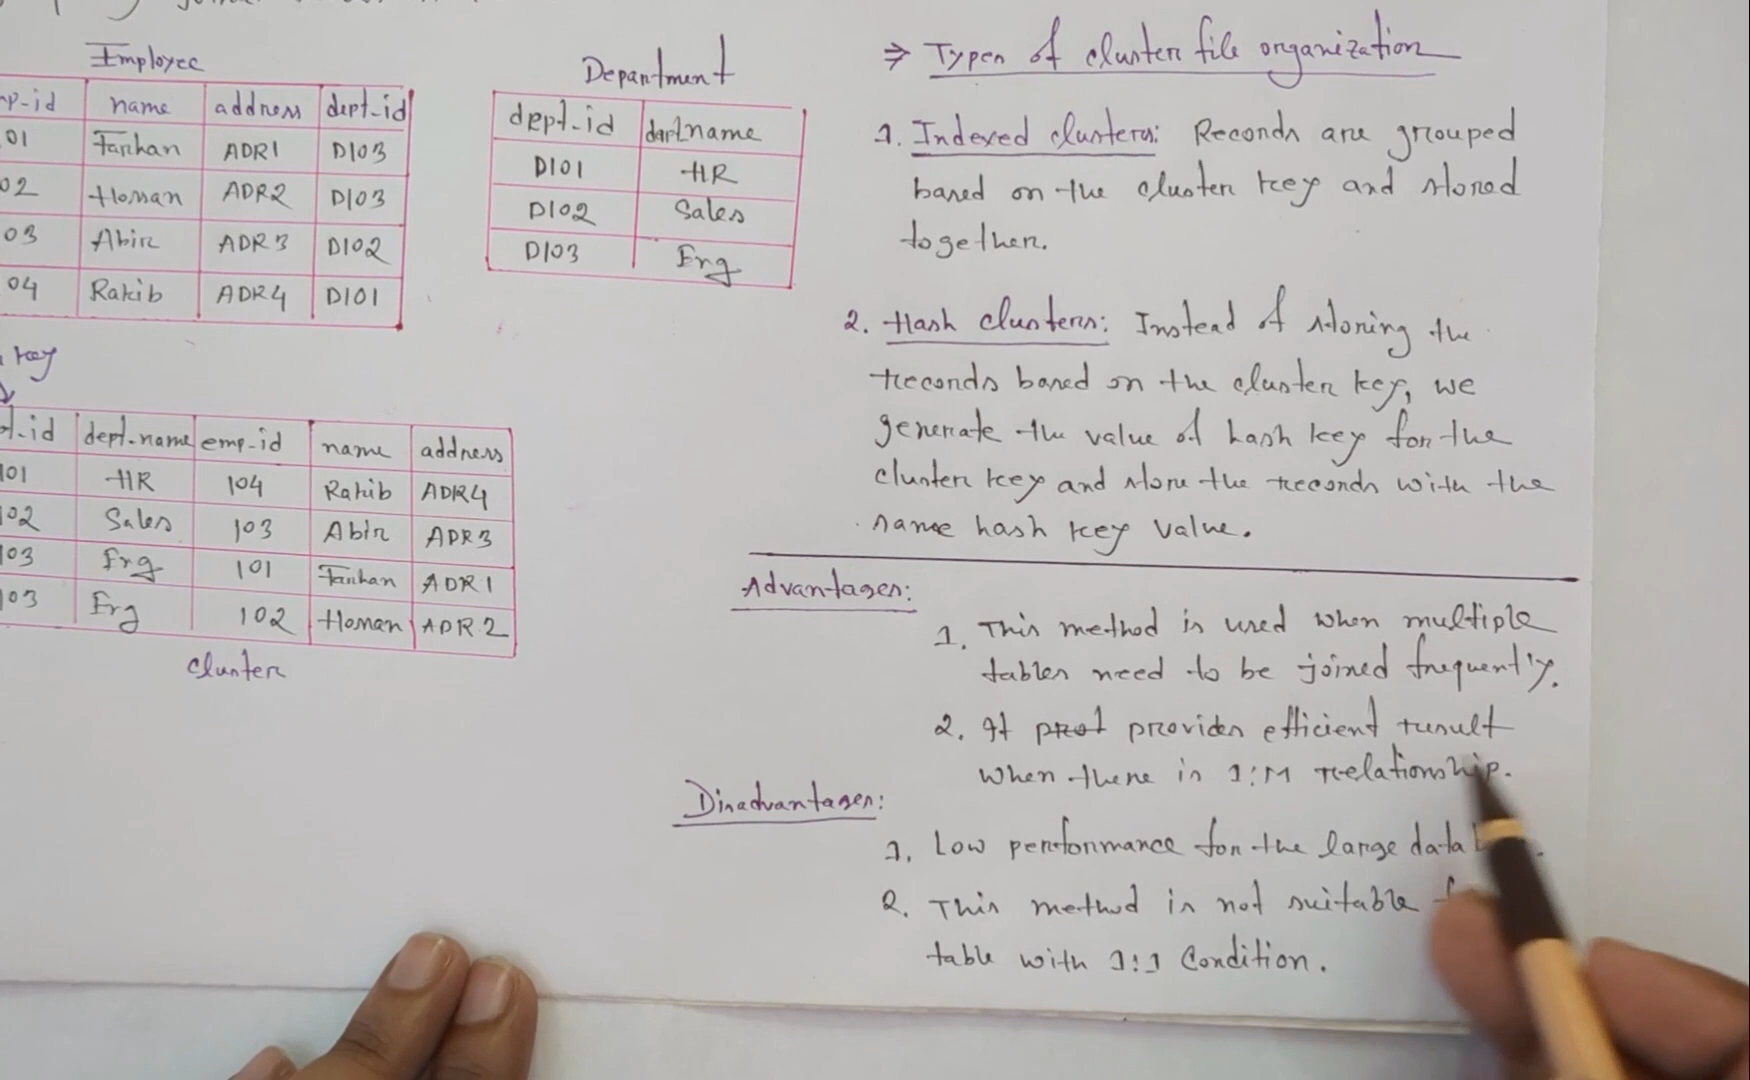 Employee
p-id name address dept-id
01 Farhan ADR1 D103
02 Homan ADR2 D103
03 Abir ADR3 D102
04 Rakib ADR4 D101
Department
dept-id
D101 HR
D102 Sales
D103 Eng
key
t-id dept-name emp-id name address
101 HR 104 Rakib ADR4
102 Sales 103 Abir ADR3
103 Eng 101 Farhan ADR1
103 Eng 102 Homan ADR2
cluster
⇒ Types of cluster file organization
1. Indexed clusters: Records are grouped
based on the cluster key and stored
together.
2. Hash clusters: Instead of storing the
records based on the cluster key, we
generate the value of hash key for the
cluster key and store the records with the
same hash key value.
Advantages:
1. This method is used when multiple
tables need to be joined frequently.
2. It provides efficient result
when there is 1:M relationship.
Disadvantages:
1. Low performance for the large data
2. This method is not suitable
table with 1:1 Condition.